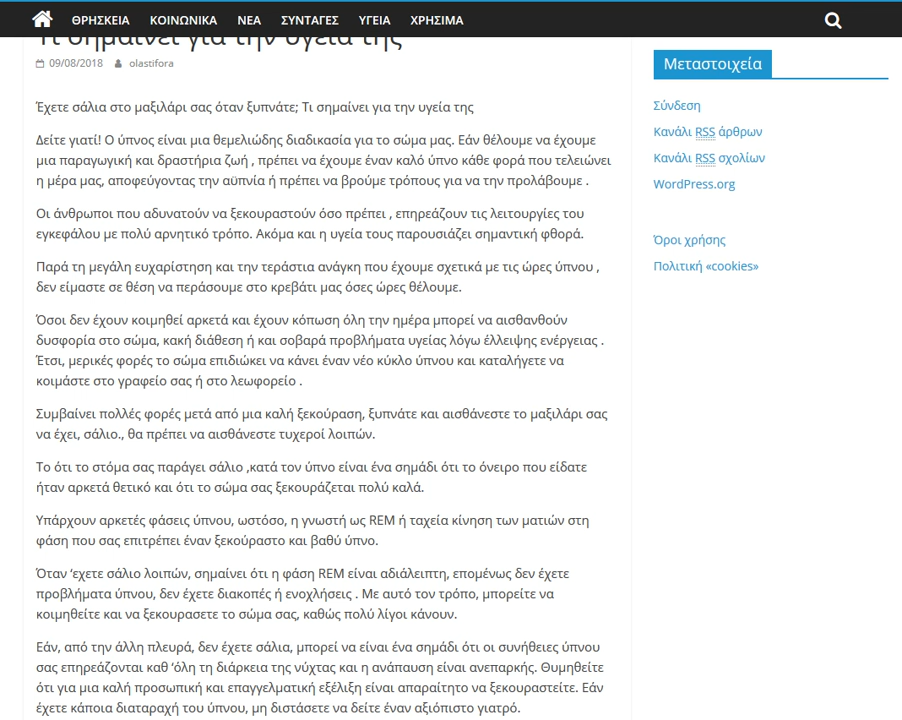 ΘΡΗΣΚΕΙΑ ΚΟΙΝΩΝΙΚΑ ΝΕΑ ΣΥΝΤΑΓΕΣ ΥΓΕΙΑ ΧΡΗΣΙΜΑ
Τι σημαίνει για την υγεία της
09/08/2018 olastifora
Έχετε σάλια στο μαξιλάρι σας όταν ξυπνάτε; Τι σημαίνει για την υγεία της
Δείτε γιατί! Ο ύπνος είναι μια θεμελιώδης διαδικασία για το σώμα μας. Εάν θέλουμε να έχουμε
μια παραγωγική και δραστήρια ζωή , πρέπει να έχουμε έναν καλό ύπνο κάθε φορά που τελειώνει
η μέρα μας, αποφεύγοντας την αϋπνία ή πρέπει να βρούμε τρόπους για να την προλάβουμε .
Οι άνθρωποι που αδυνατούν να ξεκουραστούν όσο πρέπει , επηρεάζουν τις λειτουργίες του
εγκεφάλου με πολύ αρνητικό τρόπο. Ακόμα και η υγεία τους παρουσιάζει σημαντική φθορά.
Παρά τη μεγάλη ευχαρίστηση και την τεράστια ανάγκη που έχουμε σχετικά με τις ώρες ύπνου ,
δεν είμαστε σε θέση να περάσουμε στο κρεβάτι μας όσες ώρες θέλουμε.
Όσοι δεν έχουν κοιμηθεί αρκετά και έχουν κόπωση όλη την ημέρα μπορεί να αισθανθούν
δυσφορία στο σώμα, κακή διάθεση ή και σοβαρά προβλήματα υγείας λόγω έλλειψης ενέργειας .
Έτσι, μερικές φορές το σώμα επιδιώκει να κάνει έναν νέο κύκλο ύπνου και καταλήγετε να
κοιμάστε στο γραφείο σας ή στο λεωφορείο .
Συμβαίνει πολλές φορές μετά από μια καλή ξεκούραση, ξυπνάτε και αισθάνεστε το μαξιλάρι σας
να έχει, σάλιο., θα πρέπει να αισθάνεστε τυχεροί λοιπών.
Το ότι το στόμα σας παράγει σάλιο ,κατά τον ύπνο είναι ένα σημάδι ότι το όνειρο που είδατε
ήταν αρκετά θετικό και ότι το σώμα σας ξεκουράζεται πολύ καλά.
Υπάρχουν αρκετές φάσεις ύπνου, ωστόσο, η γνωστή ως REM ή ταχεία κίνηση των ματιών στη
φάση που σας επιτρέπει έναν ξεκούραστο και βαθύ ύπνο.
Όταν ‘εχετε σάλιο λοιπών, σημαίνει ότι η φάση REM είναι αδιάλειπτη, επομένως δεν έχετε
προβλήματα ύπνου, δεν έχετε διακοπές ή ενοχλήσεις . Με αυτό τον τρόπο, μπορείτε να
κοιμηθείτε και να ξεκουρασετε το σώμα σας, καθώς πολύ λίγοι κάνουν.
Εάν, από την άλλη πλευρά, δεν έχετε σάλια, μπορεί να είναι ένα σημάδι ότι οι συνήθειες ύπνου
σας επηρεάζονται καθ ‘όλη τη διάρκεια της νύχτας και η ανάπαυση είναι ανεπαρκής. Θυμηθείτε
ότι για μια καλή προσωπική και επαγγελματική εξέλιξη είναι απαραίτητο να ξεκουραστείτε. Εάν
έχετε κάποια διαταραχή του ύπνου, μη διστάσετε να δείτε έναν αξιόπιστο γιατρό.
Μεταστοιχεία
Σύνδεση
Κανάλι RSS άρθρων
Κανάλι RSS σχολίων
WordPress.org
Όροι χρήσης
Πολιτική «cookies»